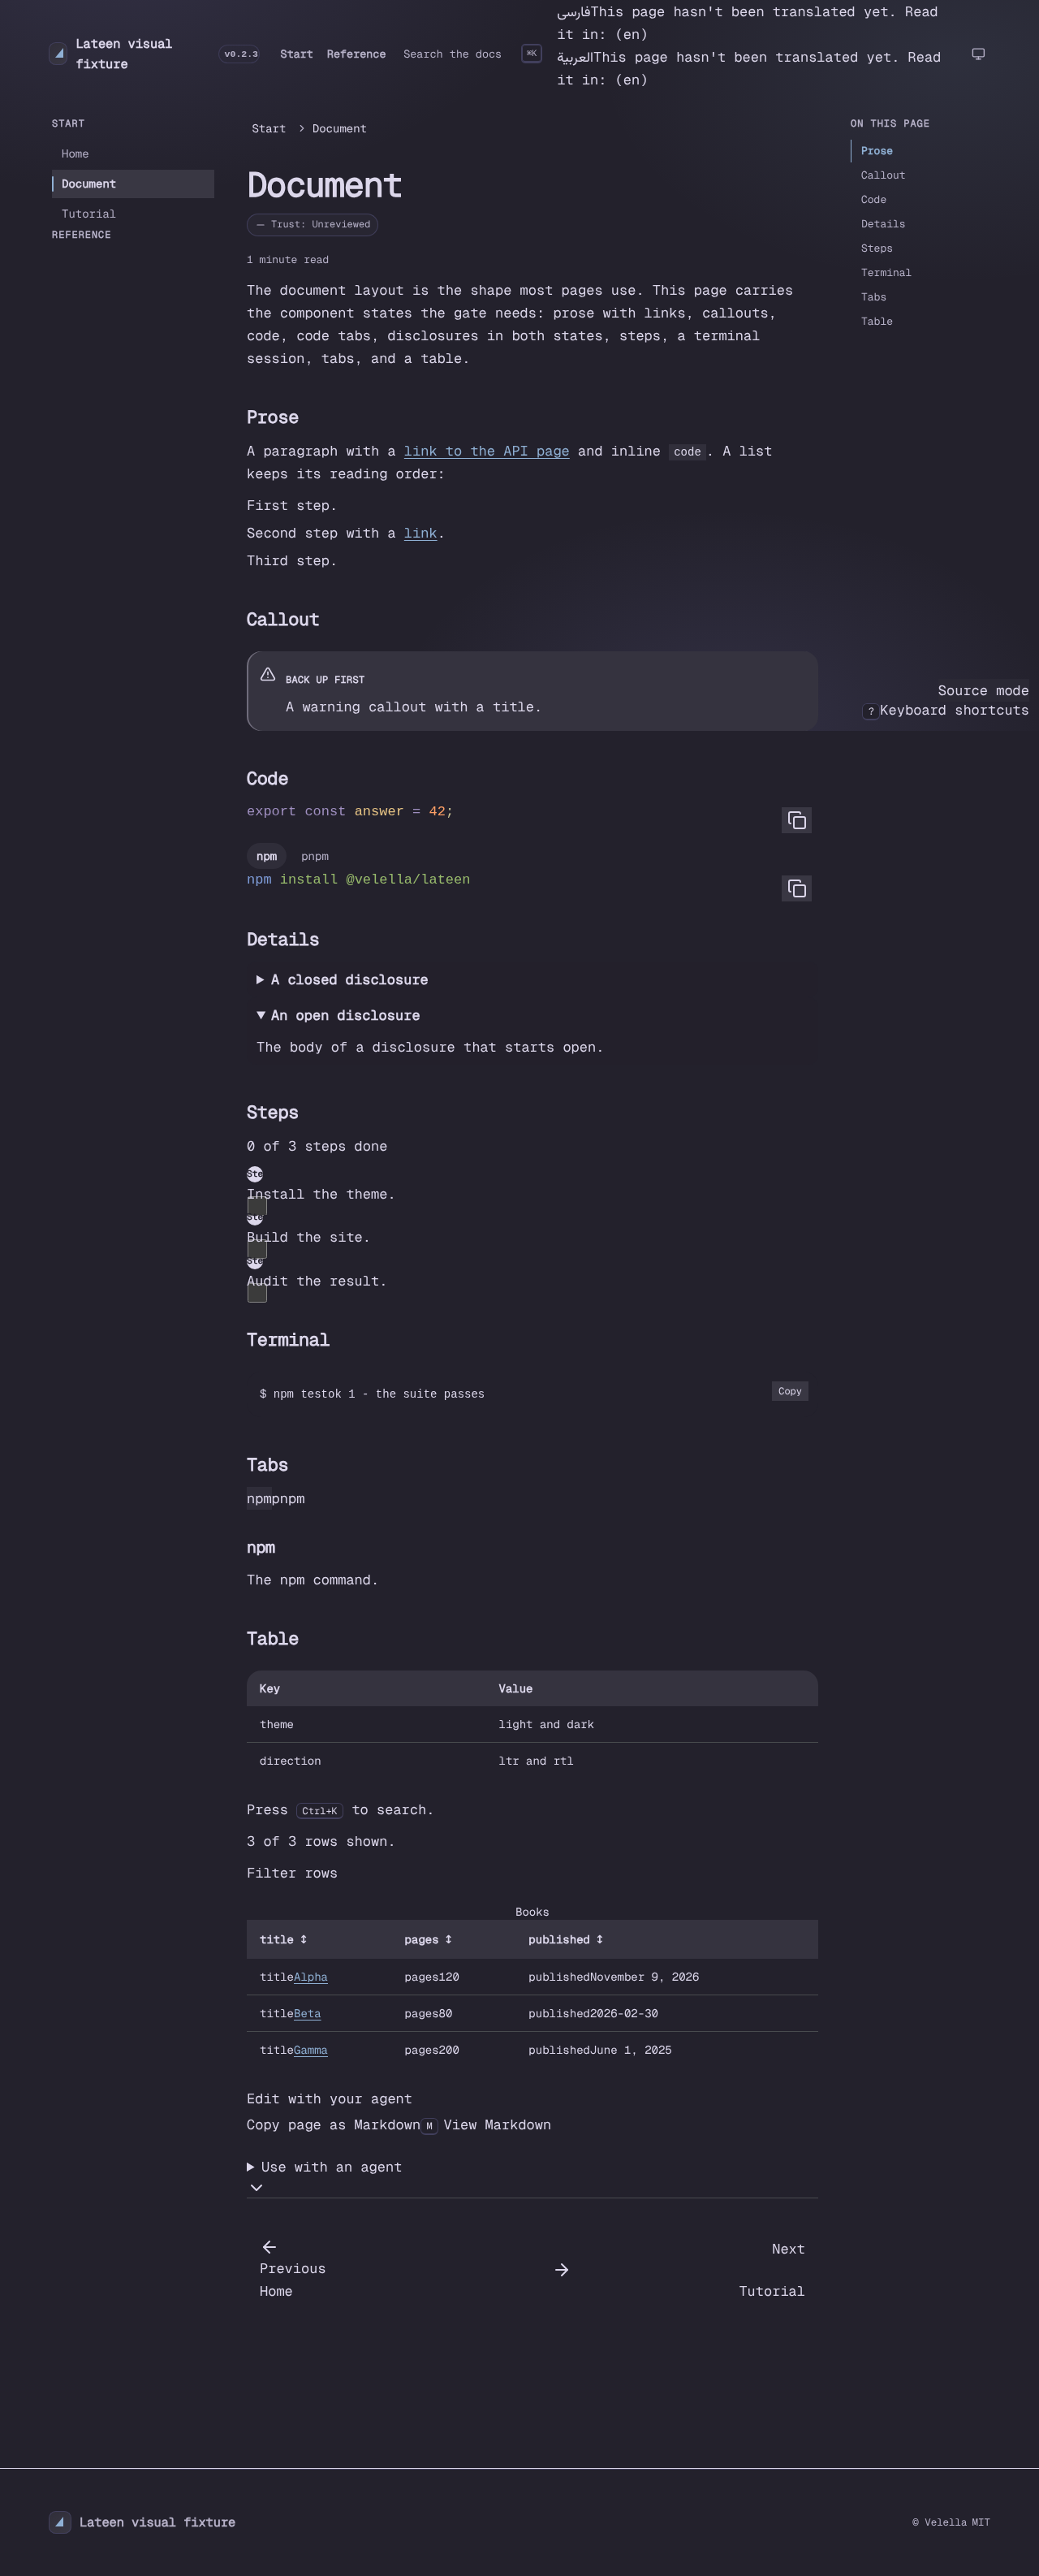 Lateen visual
fixture
v0.2.3
Start
Reference
Search the docs
⌘K
فارسیThis page hasn't been translated yet. Read
it in: (en)
العربيةThis page hasn't been translated yet. Read
it in: (en)
START
Home
Document
Tutorial
REFERENCE
Start > Document
Document
— Trust: Unreviewed
1 minute read
The document layout is the shape most pages use. This page carries
the component states the gate needs: prose with links, callouts,
code, code tabs, disclosures in both states, steps, a terminal
session, tabs, and a table.
Prose
A paragraph with a link to the API page and inline code. A list
keeps its reading order:
First step.
Second step with a link.
Third step.
Callout
BACK UP FIRST
A warning callout with a title.
Code
export const answer = 42;
npm pnpm
npm install @velella/lateen
Details
A closed disclosure
An open disclosure
The body of a disclosure that starts open.
Steps
0 of 3 steps done
Ste
Install the theme.
Ste
Build the site.
Ste
Audit the result.
Terminal
$ npm testok 1 - the suite passes
Copy
Tabs
npmpnpm
npm
The npm command.
Table
Key Value
theme light and dark
direction ltr and rtl
Press Ctrl+K to search.
3 of 3 rows shown.
Filter rows
Books
title ↕ pages ↕ published ↕
titleAlpha pages120 publishedNovember 9, 2026
titleBeta pages80 published2026-02-30
titleGamma pages200 publishedJune 1, 2025
Edit with your agent
Copy page as Markdown M View Markdown
Use with an agent
Previous
Home
Next
Tutorial
ON THIS PAGE
Prose
Callout
Code
Details
Steps
Terminal
Tabs
Table
Source mode
? Keyboard shortcuts
Lateen visual fixture
© Velella MIT